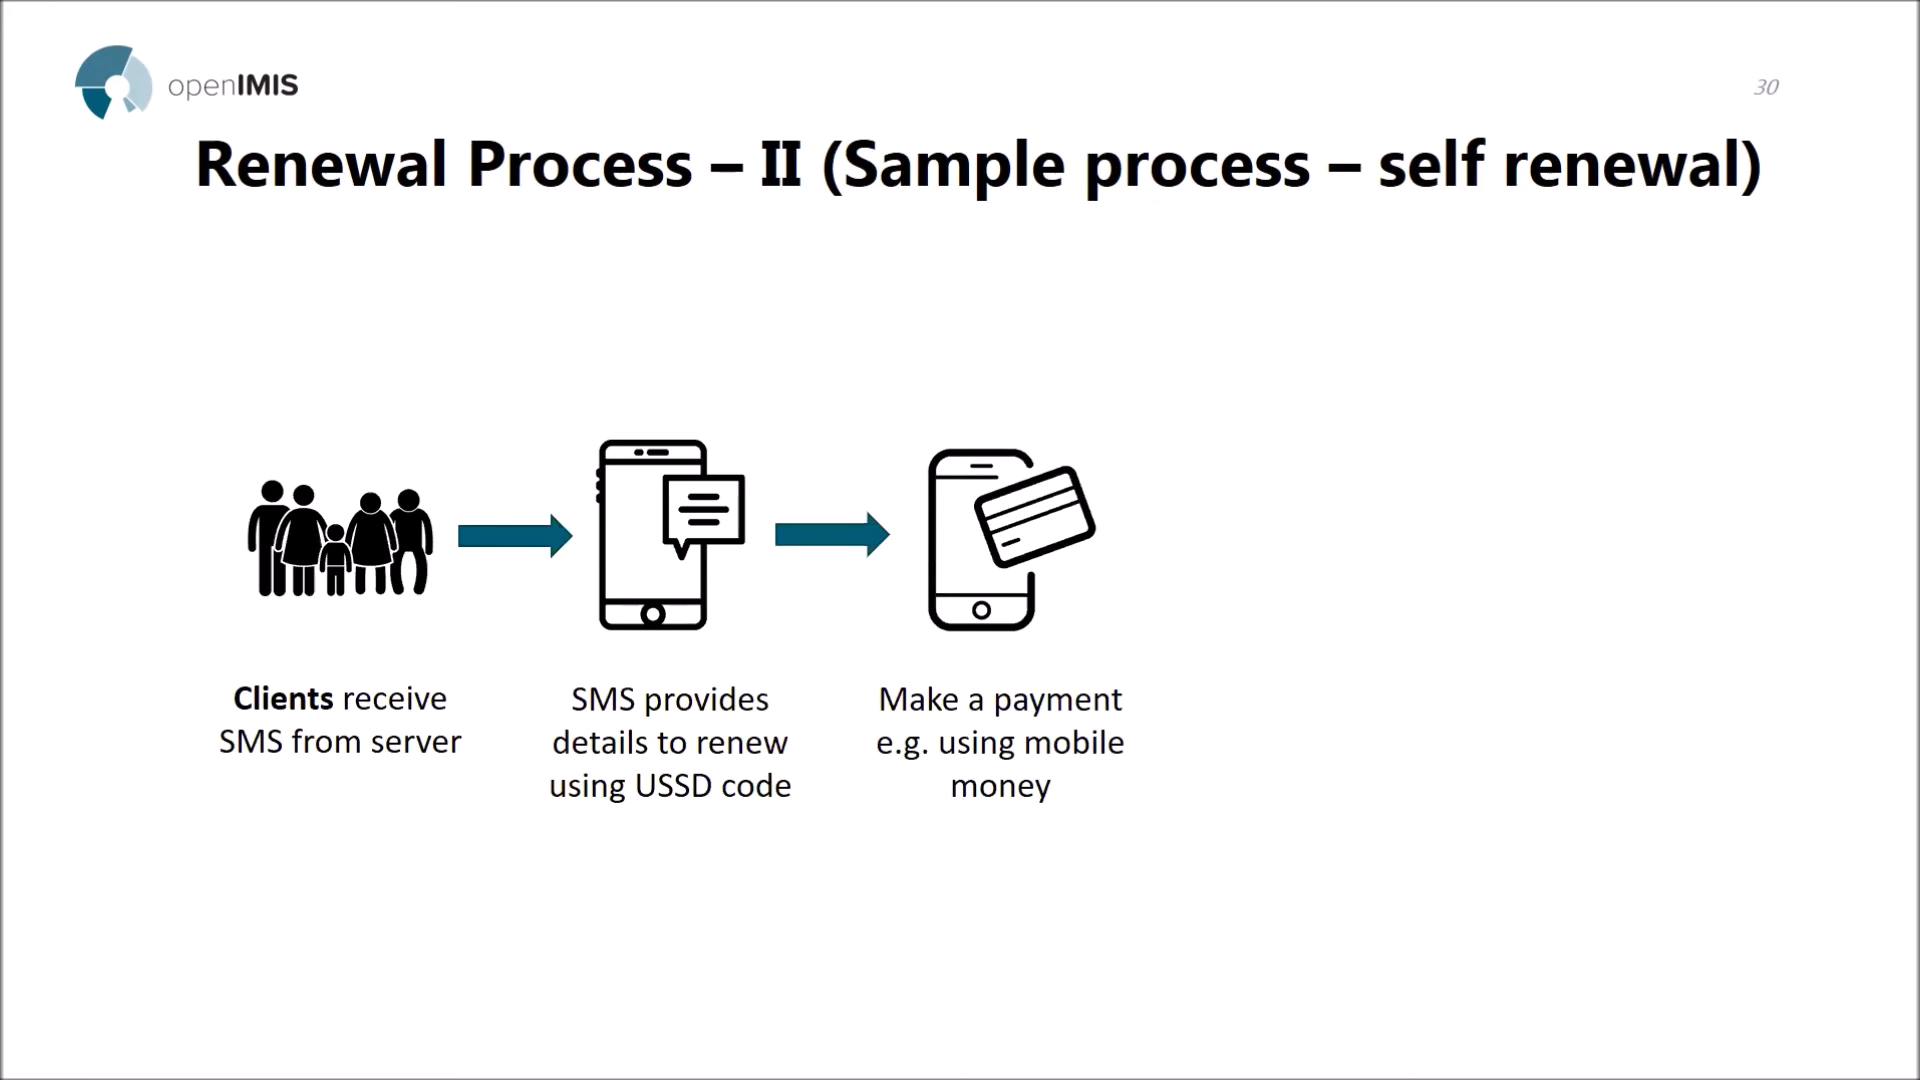 openIMIS
30
Renewal Process – II (Sample process – self renewal)
Clients receive
SMS from server
SMS provides
details to renew
using USSD code
Make a payment
e.g. using mobile
money